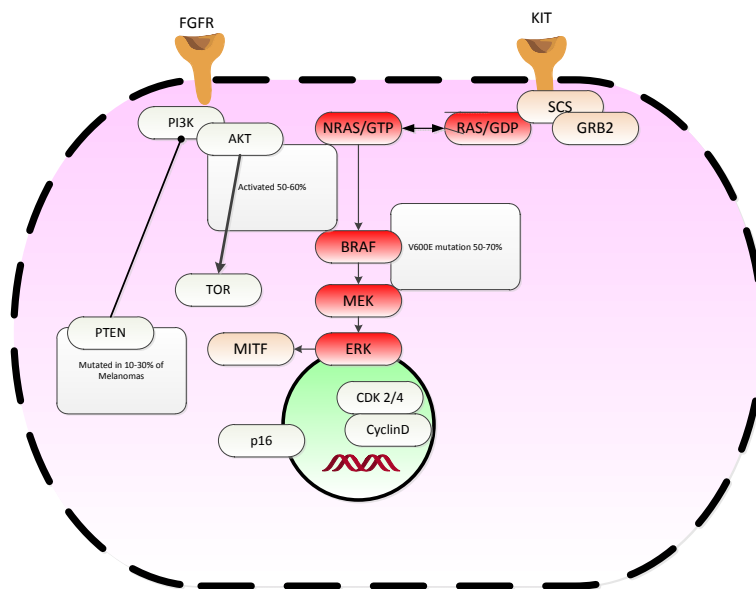 FGFR
KIT
PI3K
AKT
NRAS/GTP
RAS/GDP
SCS
GRB2
Activated 50-60%
BRAF
V600E mutation 50-70%
TOR
MEK
PTEN
Mutated in 10-30% of
Melanomas
MITF
ERK
CDK 2/4
CyclinD
p16